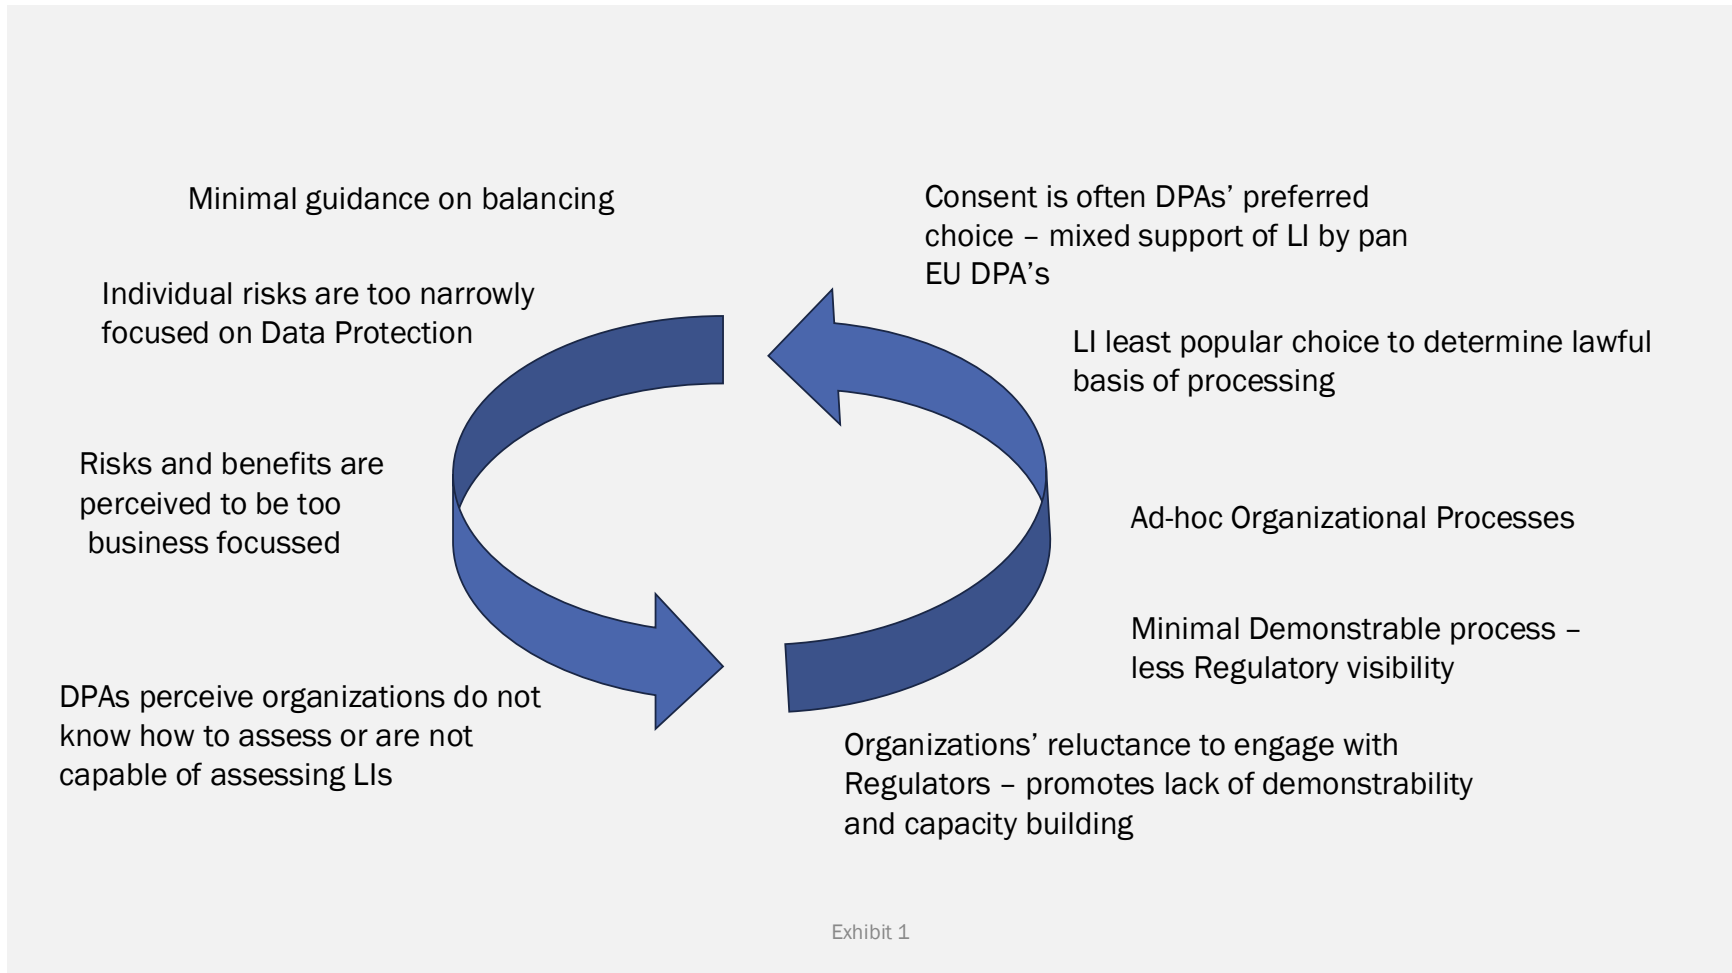 Minimal guidance on balancing
Individual risks are too narrowly
focused on Data Protection
Risks and benefits are
perceived to be too
business focussed
DPAs perceive organizations do not
know how to assess or are not
capable of assessing LIs
Consent is often DPAs’ preferred
choice – mixed support of LI by pan
EU DPA’s
LI least popular choice to determine lawful
basis of processing
Ad-hoc Organizational Processes
Minimal Demonstrable process –
less Regulatory visibility
Organizations’ reluctance to engage with
Regulators – promotes lack of demonstrability
and capacity building
Exhibit 1